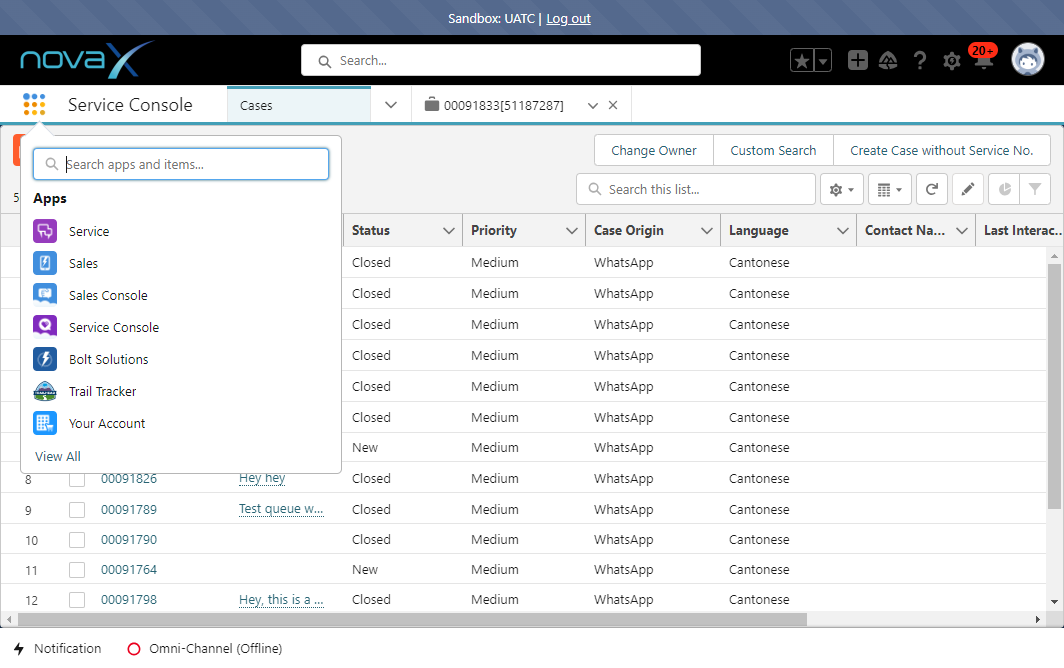 Sandbox: UATC | Log out
novaX
Search...
20+
Service Console
Cases
00091833[51187287]
Search apps and items...
Apps
Service
Sales
Sales Console
Service Console
Bolt Solutions
Trail Tracker
Your Account
View All
Change Owner
Custom Search
Create Case without Service No.
5
Search this list...
Status Priority Case Origin Language Contact Na... Last Interac...
Closed Medium WhatsApp Cantonese
Closed Medium WhatsApp Cantonese
Closed Medium WhatsApp Cantonese
Closed Medium WhatsApp Cantonese
Closed Medium WhatsApp Cantonese
Closed Medium WhatsApp Cantonese
New Medium WhatsApp Cantonese
8 00091826 Hey hey Closed Medium WhatsApp Cantonese
9 00091789 Test queue w... Closed Medium WhatsApp Cantonese
10 00091790 Closed Medium WhatsApp Cantonese
11 00091764 New Medium WhatsApp Cantonese
12 00091798 Hey, this is a ... Closed Medium WhatsApp Cantonese
Notification
Omni-Channel (Offline)